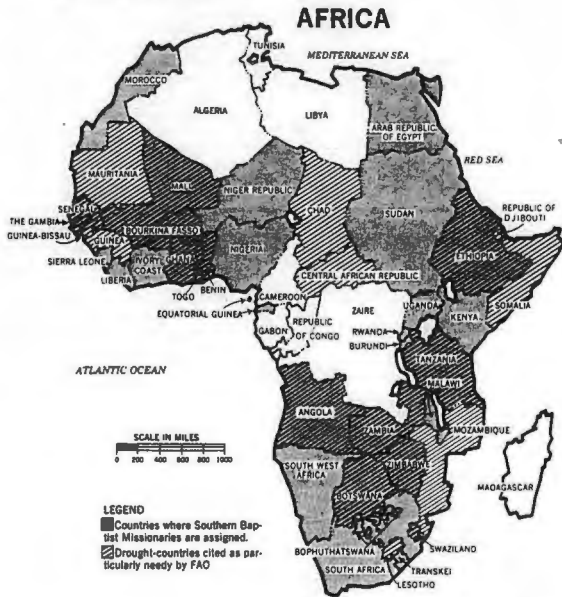 AFRICA
TUNISIA
MEDITERRANEAN SEA
MOROCCO
ALGERIA
LIBYA
ARAB REPUBLIC
OF EGYPT
RED SEA
MAURITANIA
MALI
NIGER REPUBLIC
CHAD
SUDAN
REPUBLIC OF
DJIBOUTI
SENEGAL
THE GAMBIA
GUINEA-BISSAU
BOURKINA FASSO
GUINEA
NIGERIA
ETHIOPIA
SIERRA LEONE
IVORY
COAST
GHANA
CENTRAL AFRICAN REPUBLIC
LIBERIA
TOGO
BENIN
CAMEROON
EQUATORIAL GUINEA
GABON
REPUBLIC
OF CONGO
ZAIRE
UGANDA
KENYA
SOMALIA
RWANDA
BURUNDI
TANZANIA
MALAWI
ATLANTIC OCEAN
ANGOLA
ZAMBIA
MOZAMBIQUE
SCALE IN MILES
0 200 400 600 800 1000
SOUTH WEST
AFRICA
ZIMBABWE
BOTSWANA
MADAGASCAR
LEGEND
Countries where Southern Bap-
tist Missionaries are assigned.
Drought-countries cited as par-
ticularly needy by FAO
BOPHUTHATSWANA
SOUTH AFRICA
SWAZILAND
TRANSKEI
LESOTHO